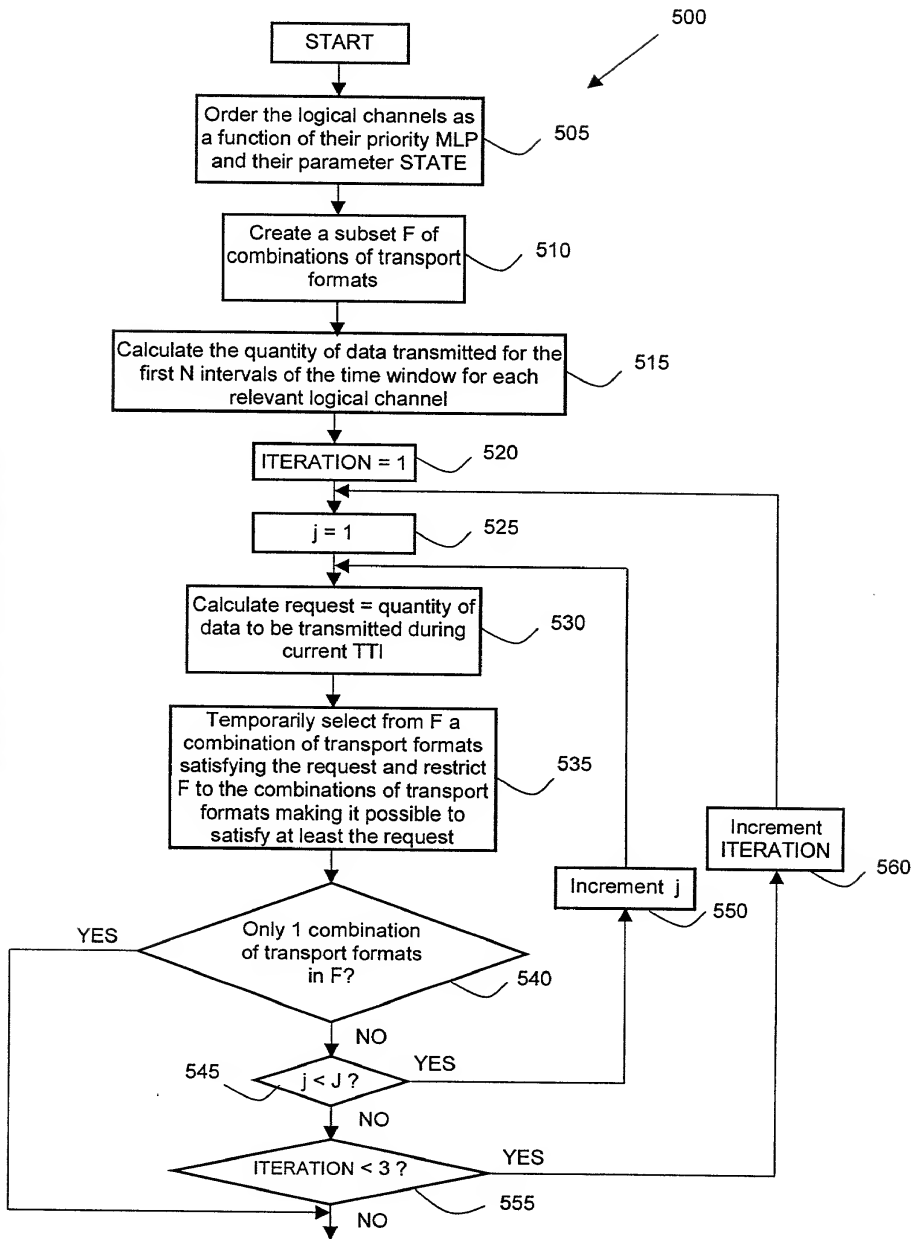 500
START
Order the logical channels as
a function of their priority MLP
and their parameter STATE
505
Create a subset F of
combinations of transport
formats
510
Calculate the quantity of data transmitted for the
first N intervals of the time window for each
relevant logical channel
515
ITERATION = 1
520
j = 1
525
Calculate request = quantity of
data to be transmitted during
current TTI
530
Temporarily select from F a
combination of transport formats
satisfying the request and restrict
F to the combinations of transport
formats making it possible to
satisfy at least the request
535
Increment
ITERATION
560
Increment j
550
YES
Only 1 combination
of transport formats
in F?
540
NO
545
j < J ?
YES
NO
ITERATION < 3 ?
YES
555
NO